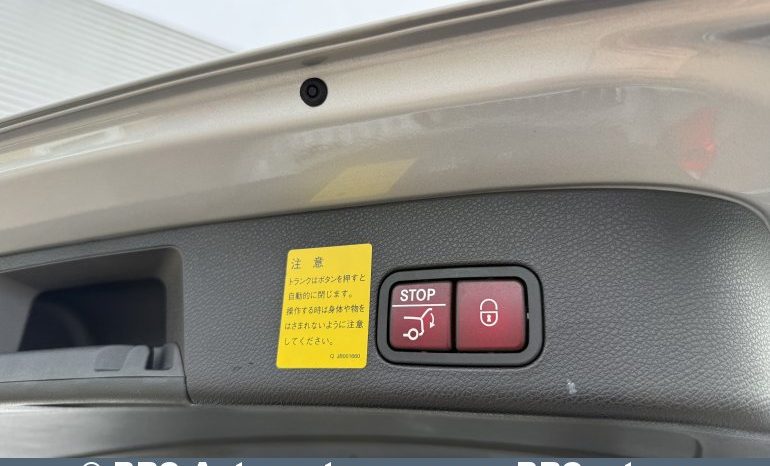 注 意
トランクはボタンを押すと
自動的に閉じます。
操作する時は身体や物を
はさまれないように注意
してください。
STOP